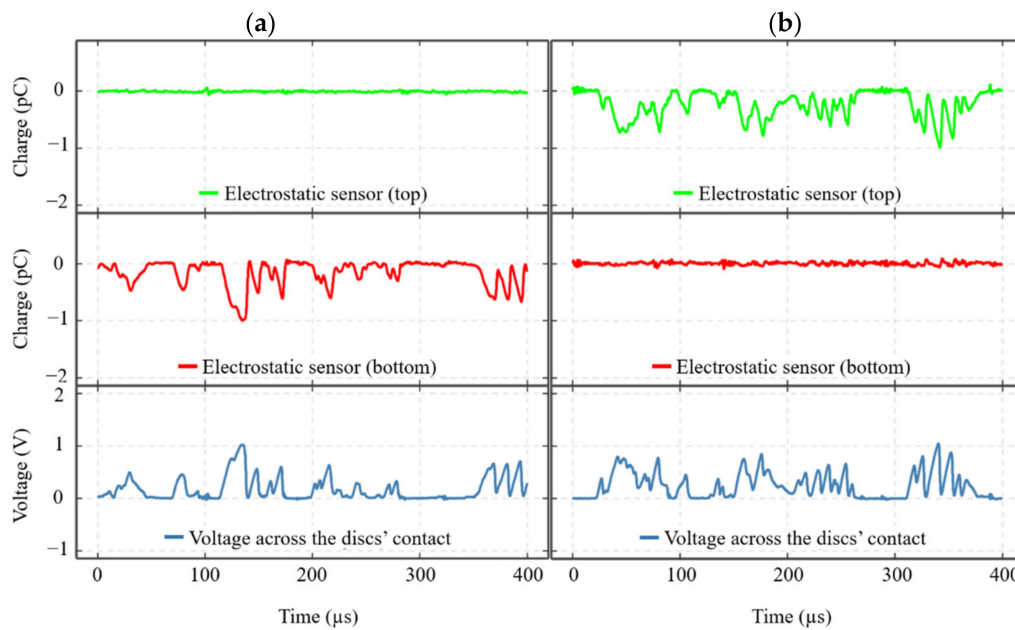 (a) (b)
0
−1
−2
Charge (pC)
Electrostatic sensor (top)
Electrostatic sensor (top)
0
−1
−2
Charge (pC)
Electrostatic sensor (bottom)
Electrostatic sensor (bottom)
2
1
0
−1
Voltage (V)
Voltage across the discs’ contact
Voltage across the discs’ contact
0 100 200 300 400
0 100 200 300 400
Time (µs)
Time (µs)